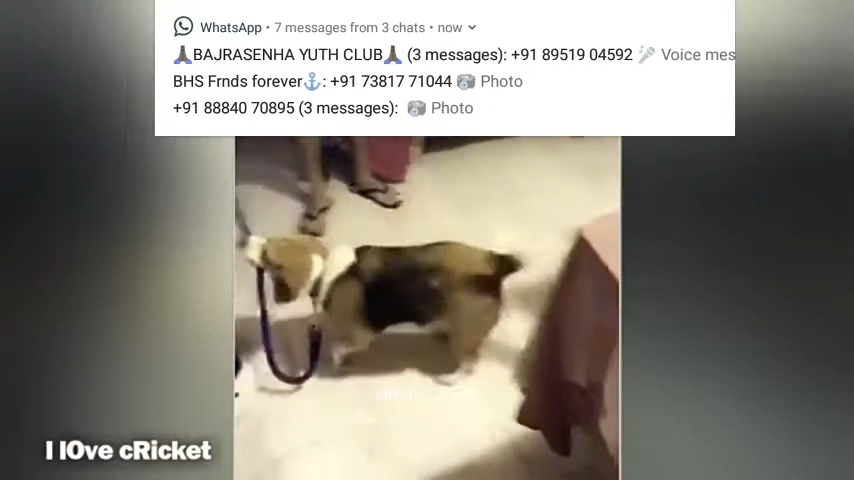 WhatsApp • 7 messages from 3 chats • now
🙏🏿BAJRASENHA YUTH CLUB🙏🏿 (3 messages): +91 89519 04592 🎤 Voice mes
BHS Frnds forever⚓: +91 73817 71044 📷 Photo
+91 88840 70895 (3 messages): 📷 Photo
I lOve cRicket